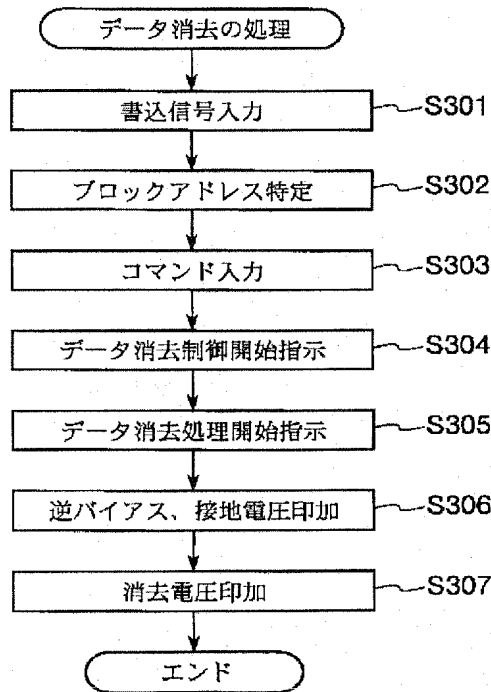 データ消去の処理
書込信号入力 S301
ブロックアドレス特定 S302
コマンド入力 S303
データ消去制御開始指示 S304
データ消去処理開始指示 S305
逆バイアス、接地電圧印加 S306
消去電圧印加 S307
エンド